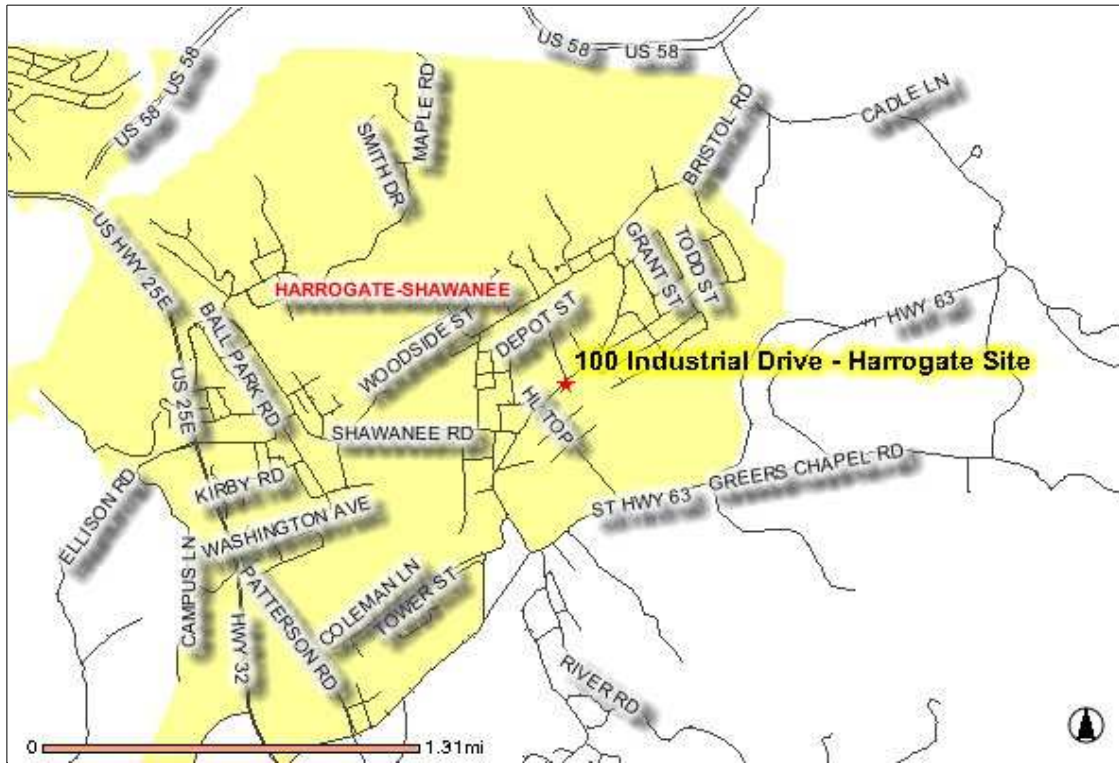 US 58
US 58
US 58 US 58
MAPLE RD
CADLE LN
BRISTOL RD
SMITH DR
US HWY 25E
GRANT ST
TODD ST
HARROGATE-SHAWANEE
BALL PARK RD
WOODSIDE ST
DEPOT ST
HWY 63
100 Industrial Drive - Harrogate Site
US 25E
HL TOP
SHAWANEE RD
KIRBY RD
ST HWY 63
GREERS CHAPEL RD
ELLISON RD
WASHINGTON AVE
CAMPUS LN
PATTERSON RD
COLEMAN LN
TOWER ST
HWY 32
RIVER RD
0
1.31mi